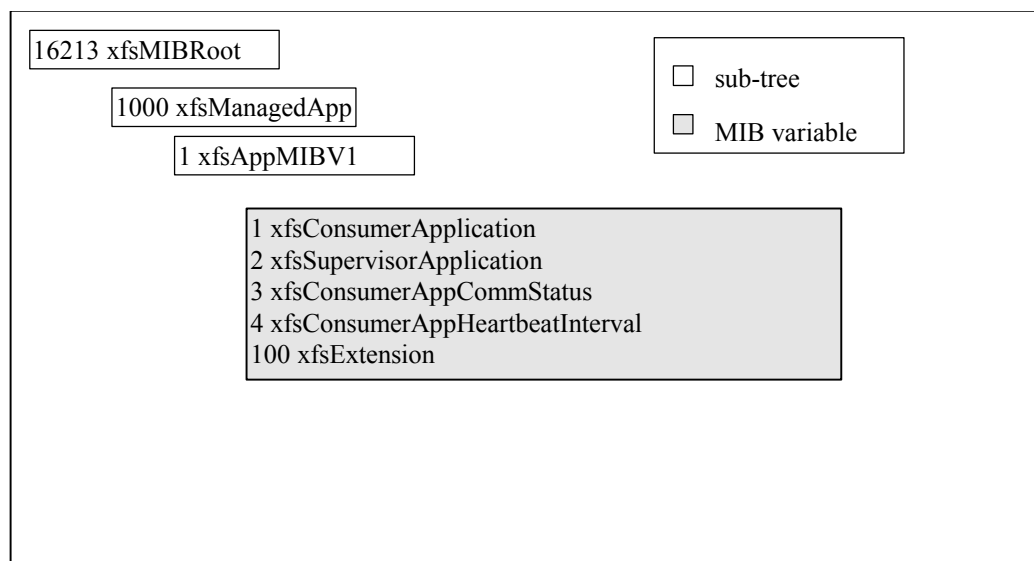 16213 xfsMIBRoot
1000 xfsManagedApp
1 xfsAppMIBV1
sub-tree
MIB variable
1 xfsConsumerApplication
2 xfsSupervisorApplication
3 xfsConsumerAppCommStatus
4 xfsConsumerAppHeartbeatInterval
100 xfsExtension